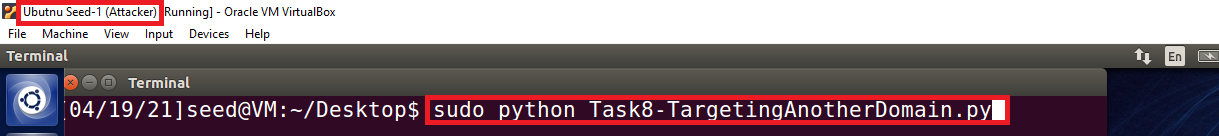 Ubutnu Seed-1 (Attacker) [Running] - Oracle VM VirtualBox
File Machine View Input Devices Help
Terminal En
Terminal
[04/19/21]seed@VM:~/Desktop$ sudo python Task8-TargetingAnotherDomain.py